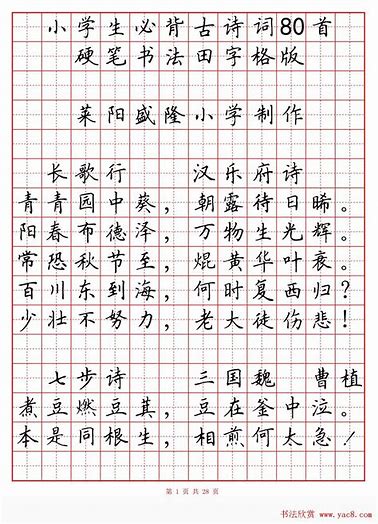 小学生必背古诗词80首
硬笔书法田字格版
莱阳盛隆小学制作
长歌行 汉乐府诗
青青园中葵，朝露待日晞。
阳春布德泽，万物生光辉。
常恐秋节至，焜黄华叶衰。
百川东到海，何时复西归？
少壮不努力，老大徒伤悲！
七步诗 三国魏 曹植
煮豆燃豆萁，豆在釜中泣。
本是同根生，相煎何太急！
第 1 页 共 28 页
书法欣赏
www.yac8.com